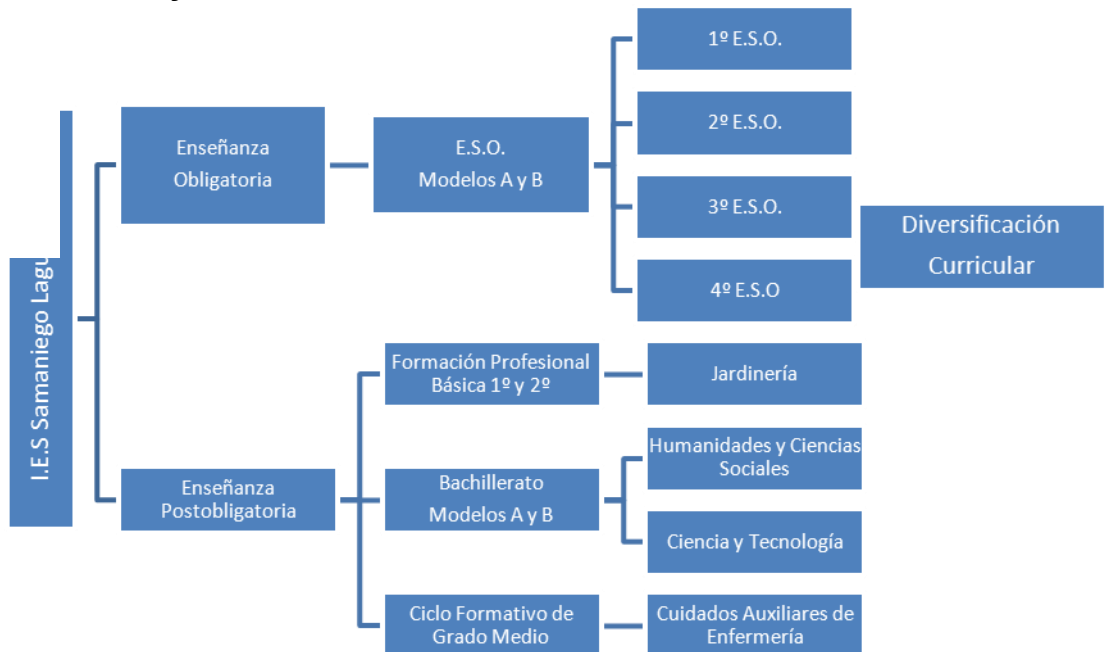 I.E.S Samaniego Lagu
Enseñanza
Obligatoria
E.S.O.
Modelos A y B
1º E.S.O.
2º E.S.O.
3º E.S.O.
4º E.S.O
Diversificación
Curricular
Enseñanza
Postobligatoria
Formación Profesional
Básica 1º y 2º
Jardinería
Bachillerato
Modelos A y B
Humanidades y Ciencias
Sociales
Ciencia y Tecnología
Ciclo Formativo de
Grado Medio
Cuidados Auxiliares de
Enfermería